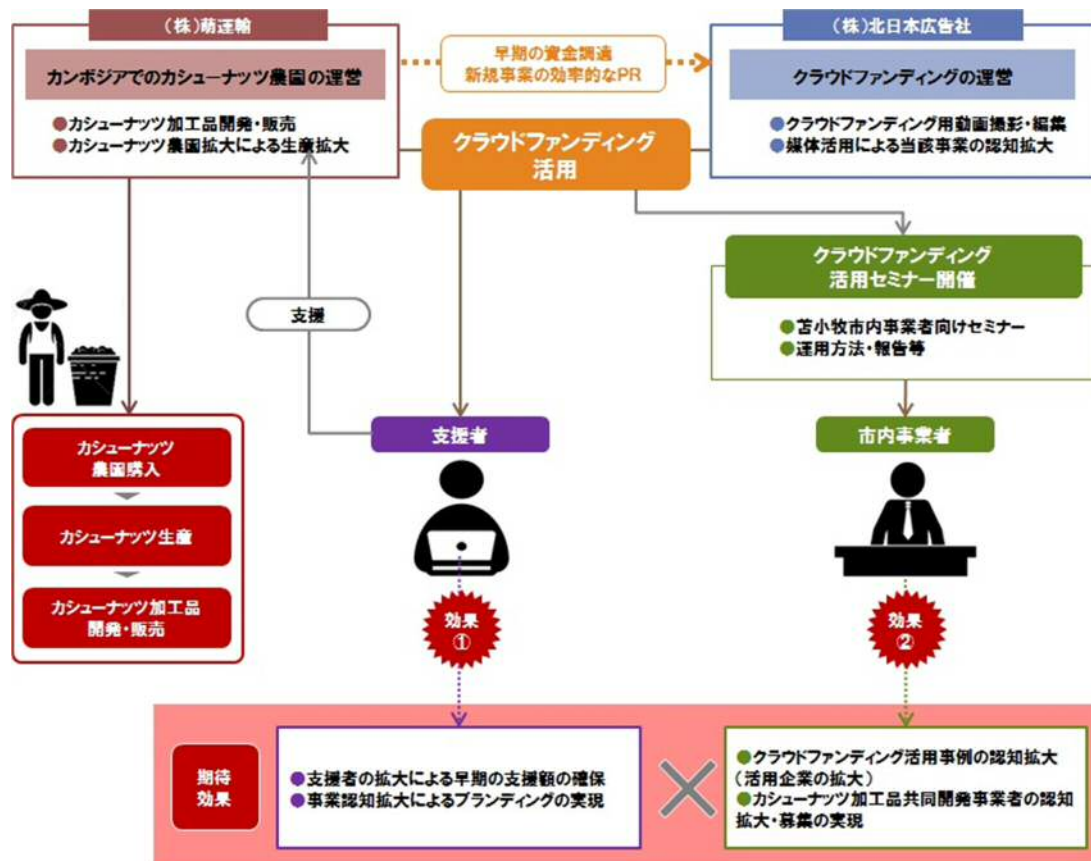 (株)萌運輸
カンボジアでのカシューナッツ農園の運営
●カシューナッツ加工品開発・販売
●カシューナッツ農園拡大による生産拡大
早期の資金調達
新規事業の効率的なPR
(株)北日本広告社
クラウドファンディングの運営
●クラウドファンディング用動画撮影・編集
●媒体活用による当該事業の認知拡大
クラウドファンディング
活用
クラウドファンディング
活用セミナー開催
●苫小牧市内事業者向けセミナー
●運用方法・報告等
支援
カシューナッツ
農園購入
カシューナッツ生産
カシューナッツ加工品
開発・販売
支援者
市内事業者
効果
①
効果
②
期待
効果
●支援者の拡大による早期の支援額の確保
●事業認知拡大によるブランディングの実現
●クラウドファンディング活用事例の認知拡大
(活用企業の拡大)
●カシューナッツ加工品共同開発事業者の認知
拡大・募集の実現